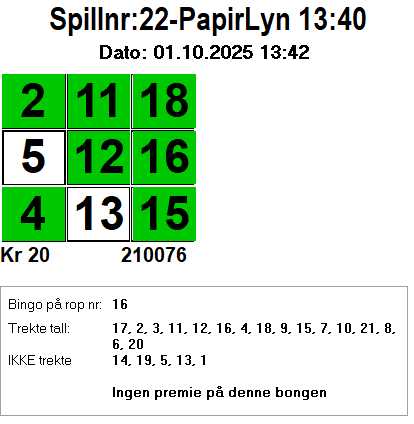 Spillnr:22-PapirLyn 13:40
Dato: 01.10.2025 13:42
2 11 18
5 12 16
4 13 15
Kr 20 210076
Bingo på rop nr: 16
Trekte tall: 17, 2, 3, 11, 12, 16, 4, 18, 9, 15, 7, 10, 21, 8,
6, 20
IKKE trekte 14, 19, 5, 13, 1
Ingen premie på denne bongen